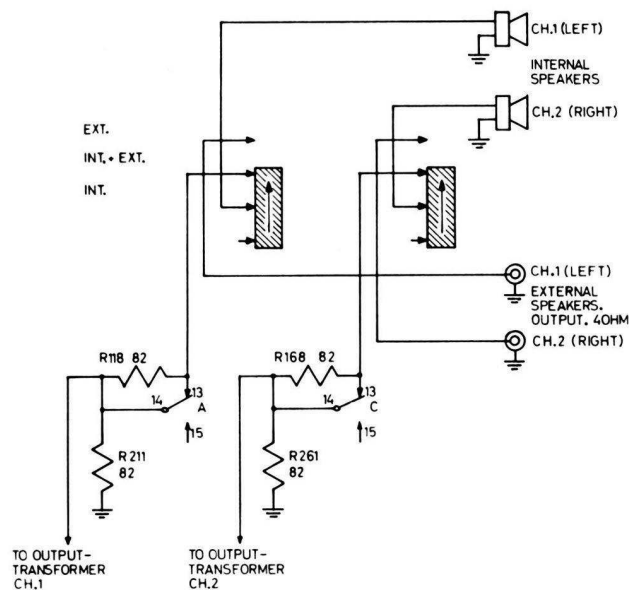 CH.1 (LEFT)
INTERNAL
SPEAKERS
CH.2 (RIGHT)
EXT.
INT. + EXT.
INT.
CH.1 (LEFT)
EXTERNAL
SPEAKERS.
OUTPUT. 4OHM
CH.2 (RIGHT)
R118 82
R168 82
13
14
A
15
13
14
C
15
R211
82
R261
82
TO OUTPUT-
TRANSFORMER
CH.1
TO OUTPUT-
TRANSFORMER
CH.2